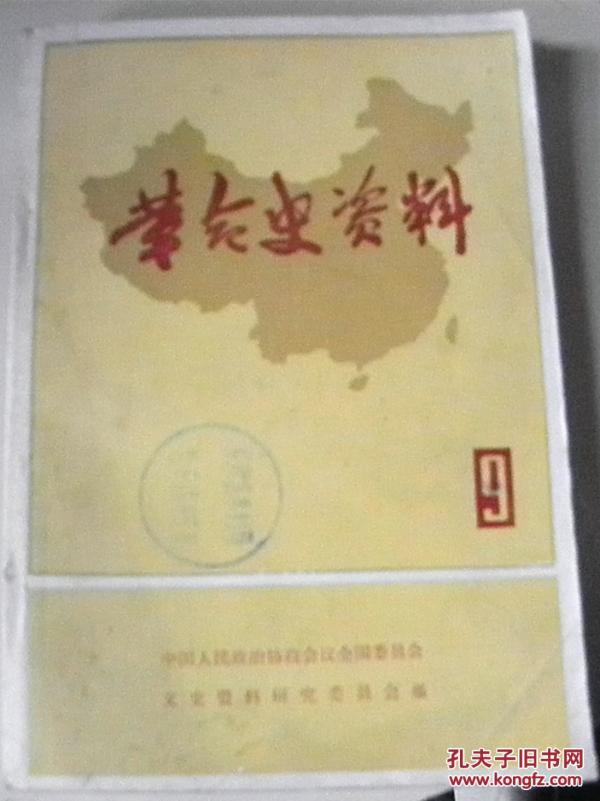 革命史资料
9
中国人民政治协商会议全国委员会
文史资料研究委员会编
孔夫子旧书网
www.kongfz.com